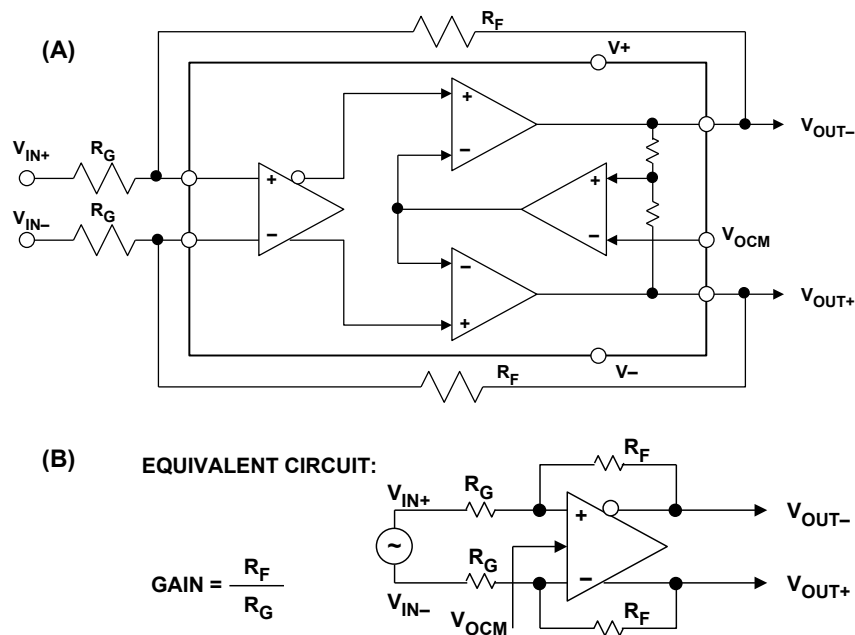 (A)
R_F
V+
V_OUT–
V_IN+
R_G
+
–
+
–
+
–
V_IN–
R_G
V_OCM
–
+
V_OUT+
V–
R_F
(B)
EQUIVALENT CIRCUIT:
R_F
V_IN+
R_G
V_OUT–
+
~
R_G
–
GAIN = R_F / R_G
V_IN–
V_OCM
R_F
V_OUT+